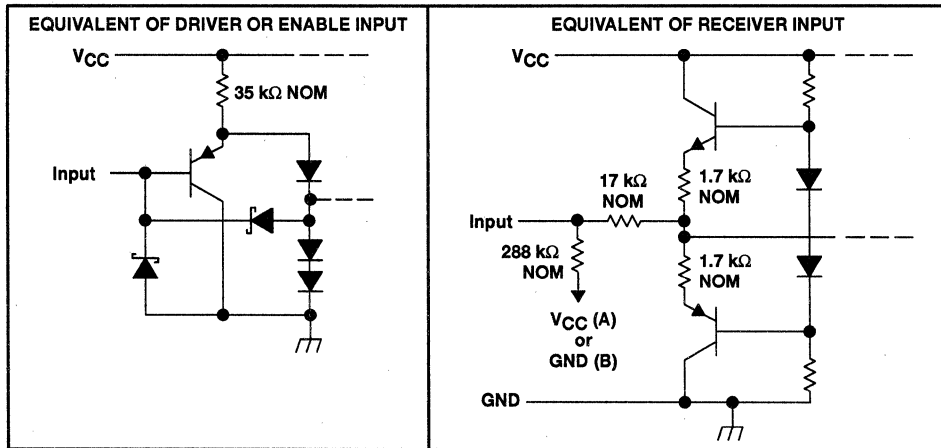 EQUIVALENT OF DRIVER OR ENABLE INPUT
VCC
35 kΩ NOM
Input
EQUIVALENT OF RECEIVER INPUT
VCC
17 kΩ
NOM
1.7 kΩ
NOM
Input
288 kΩ
NOM
1.7 kΩ
NOM
VCC (A)
or
GND (B)
GND